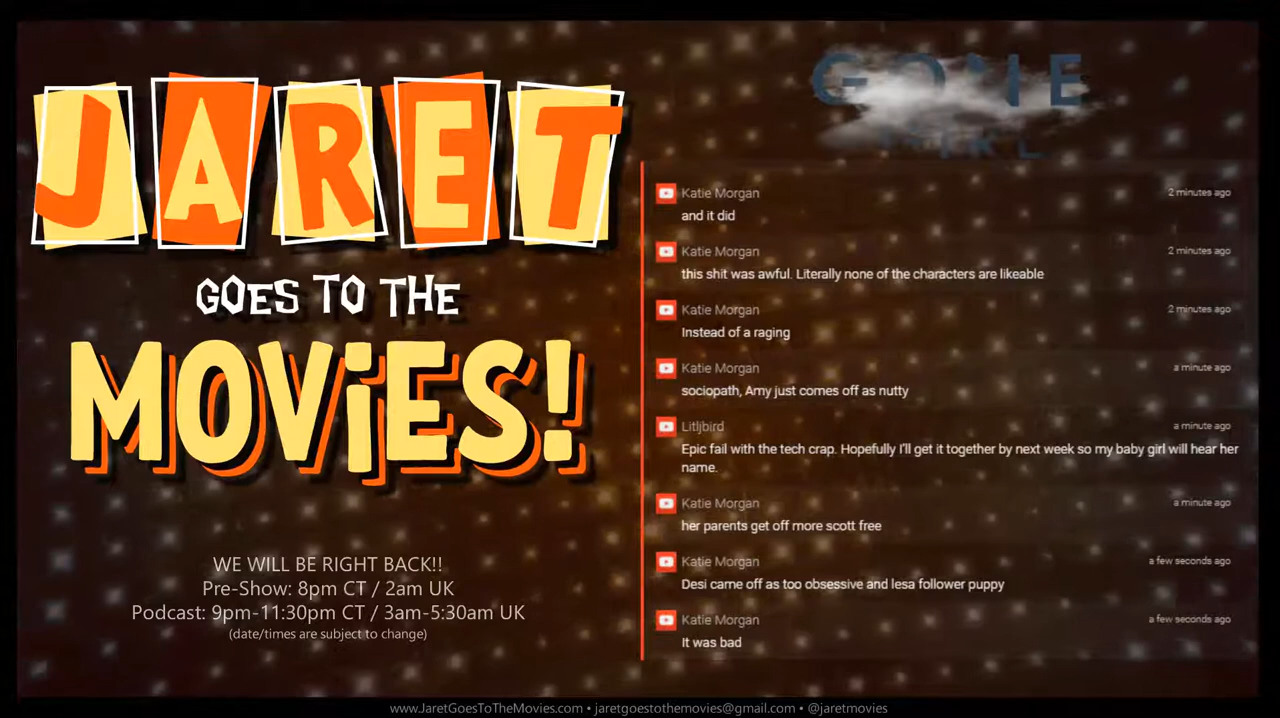 JARET
GOES TO THE
MOVIES!
WE WILL BE RIGHT BACK!!
Pre-Show: 8pm CT / 2am UK
Podcast: 9pm-11:30pm CT / 3am-5:30am UK
(date/times are subject to change)
GONE
Katie Morgan 2 minutes ago
and it did
Katie Morgan 2 minutes ago
this shit was awful. Literally none of the characters are likeable
Katie Morgan 2 minutes ago
Instead of a raging
Katie Morgan a minute ago
sociopath, Amy just comes off as nutty
Litljbird a minute ago
Epic fail with the tech crap. Hopefully I'll get it together by next week so my baby girl will hear her
name.
Katie Morgan a minute ago
her parents get off more scott free
Katie Morgan a few seconds ago
Desi came off as too obsessive and lesa follower puppy
Katie Morgan a few seconds ago
It was bad
www.JaretGoesToTheMovies.com • jaretgoestothemovies@gmail.com • @jaretmovies